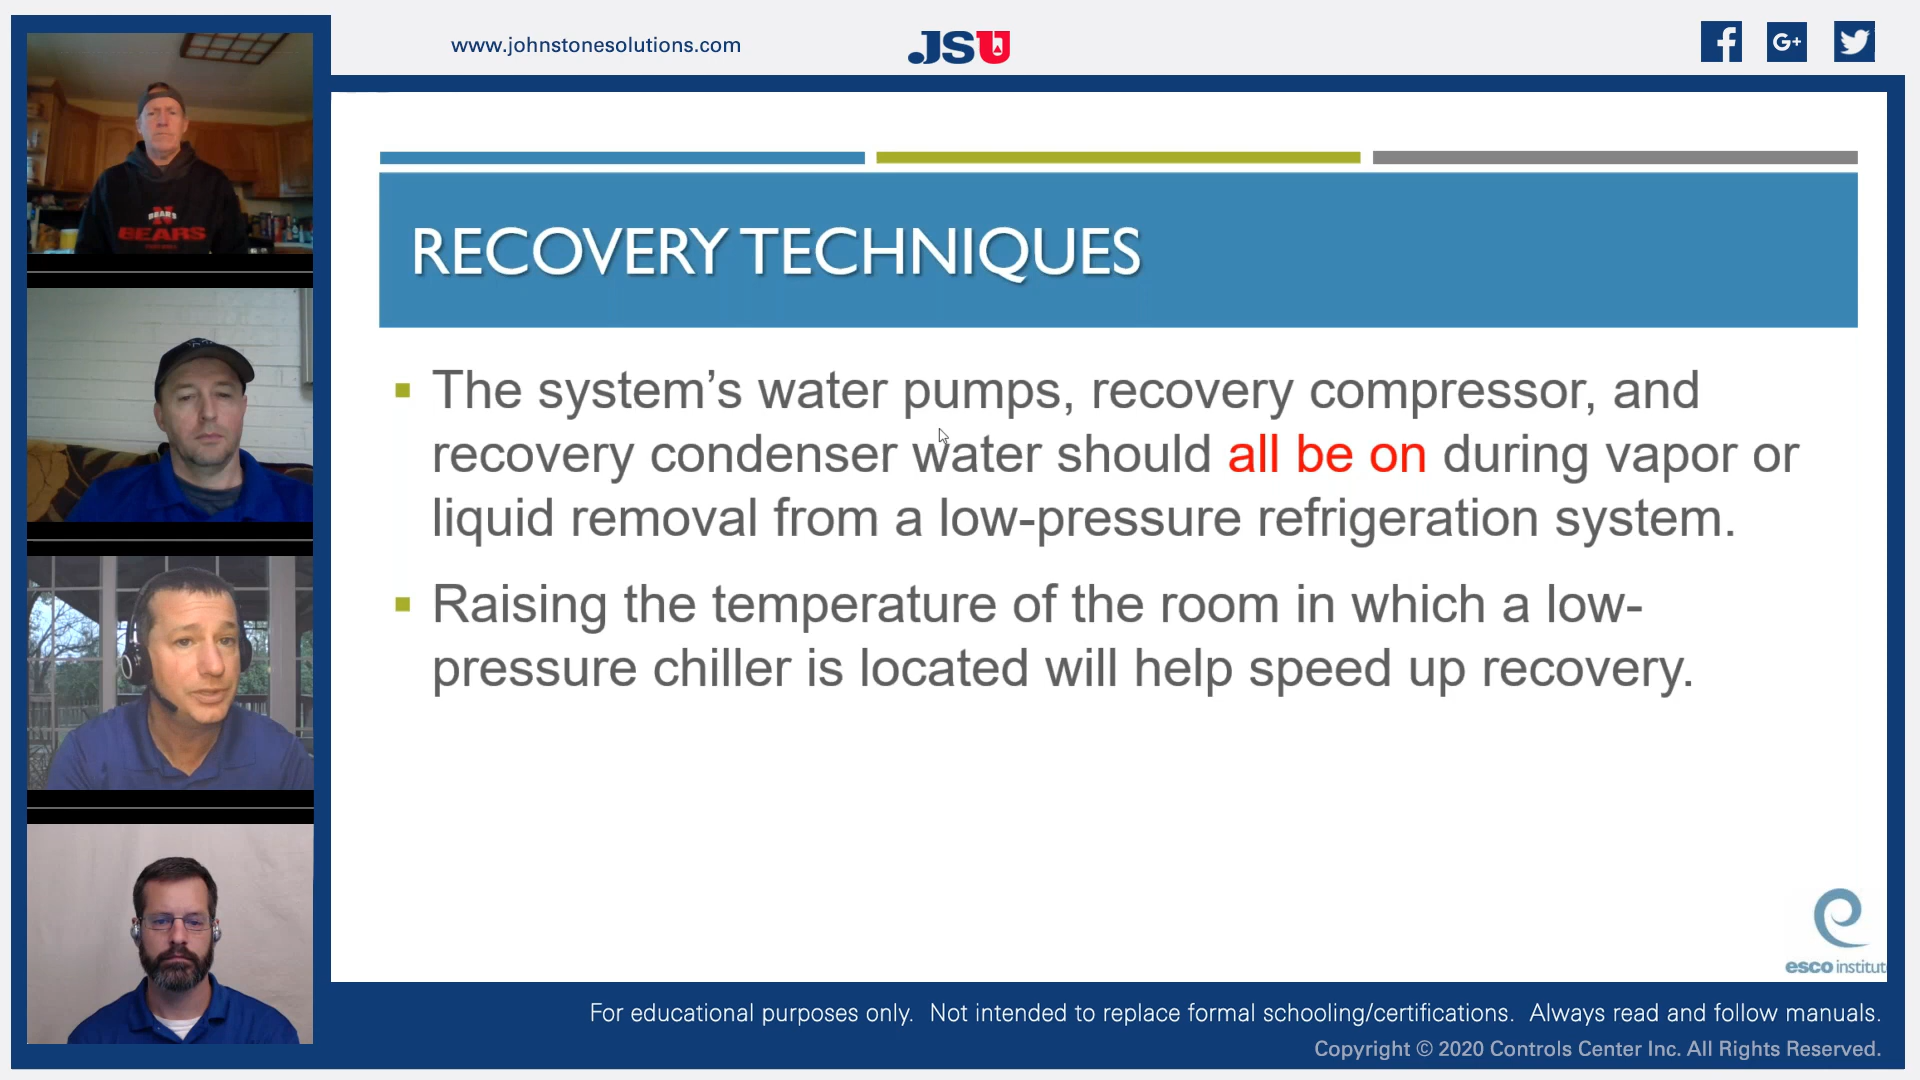 www.johnstonesolutions.com
JSU
G+
N
BEARS
BEARS
RECOVERY TECHNIQUES
The system’s water pumps, recovery compressor, and
recovery condenser water should all be on during vapor or
liquid removal from a low-pressure refrigeration system.
Raising the temperature of the room in which a low-
pressure chiller is located will help speed up recovery.
esco institut
For educational purposes only. Not intended to replace formal schooling/certifications. Always read and follow manuals.
Copyright © 2020 Controls Center Inc. All Rights Reserved.